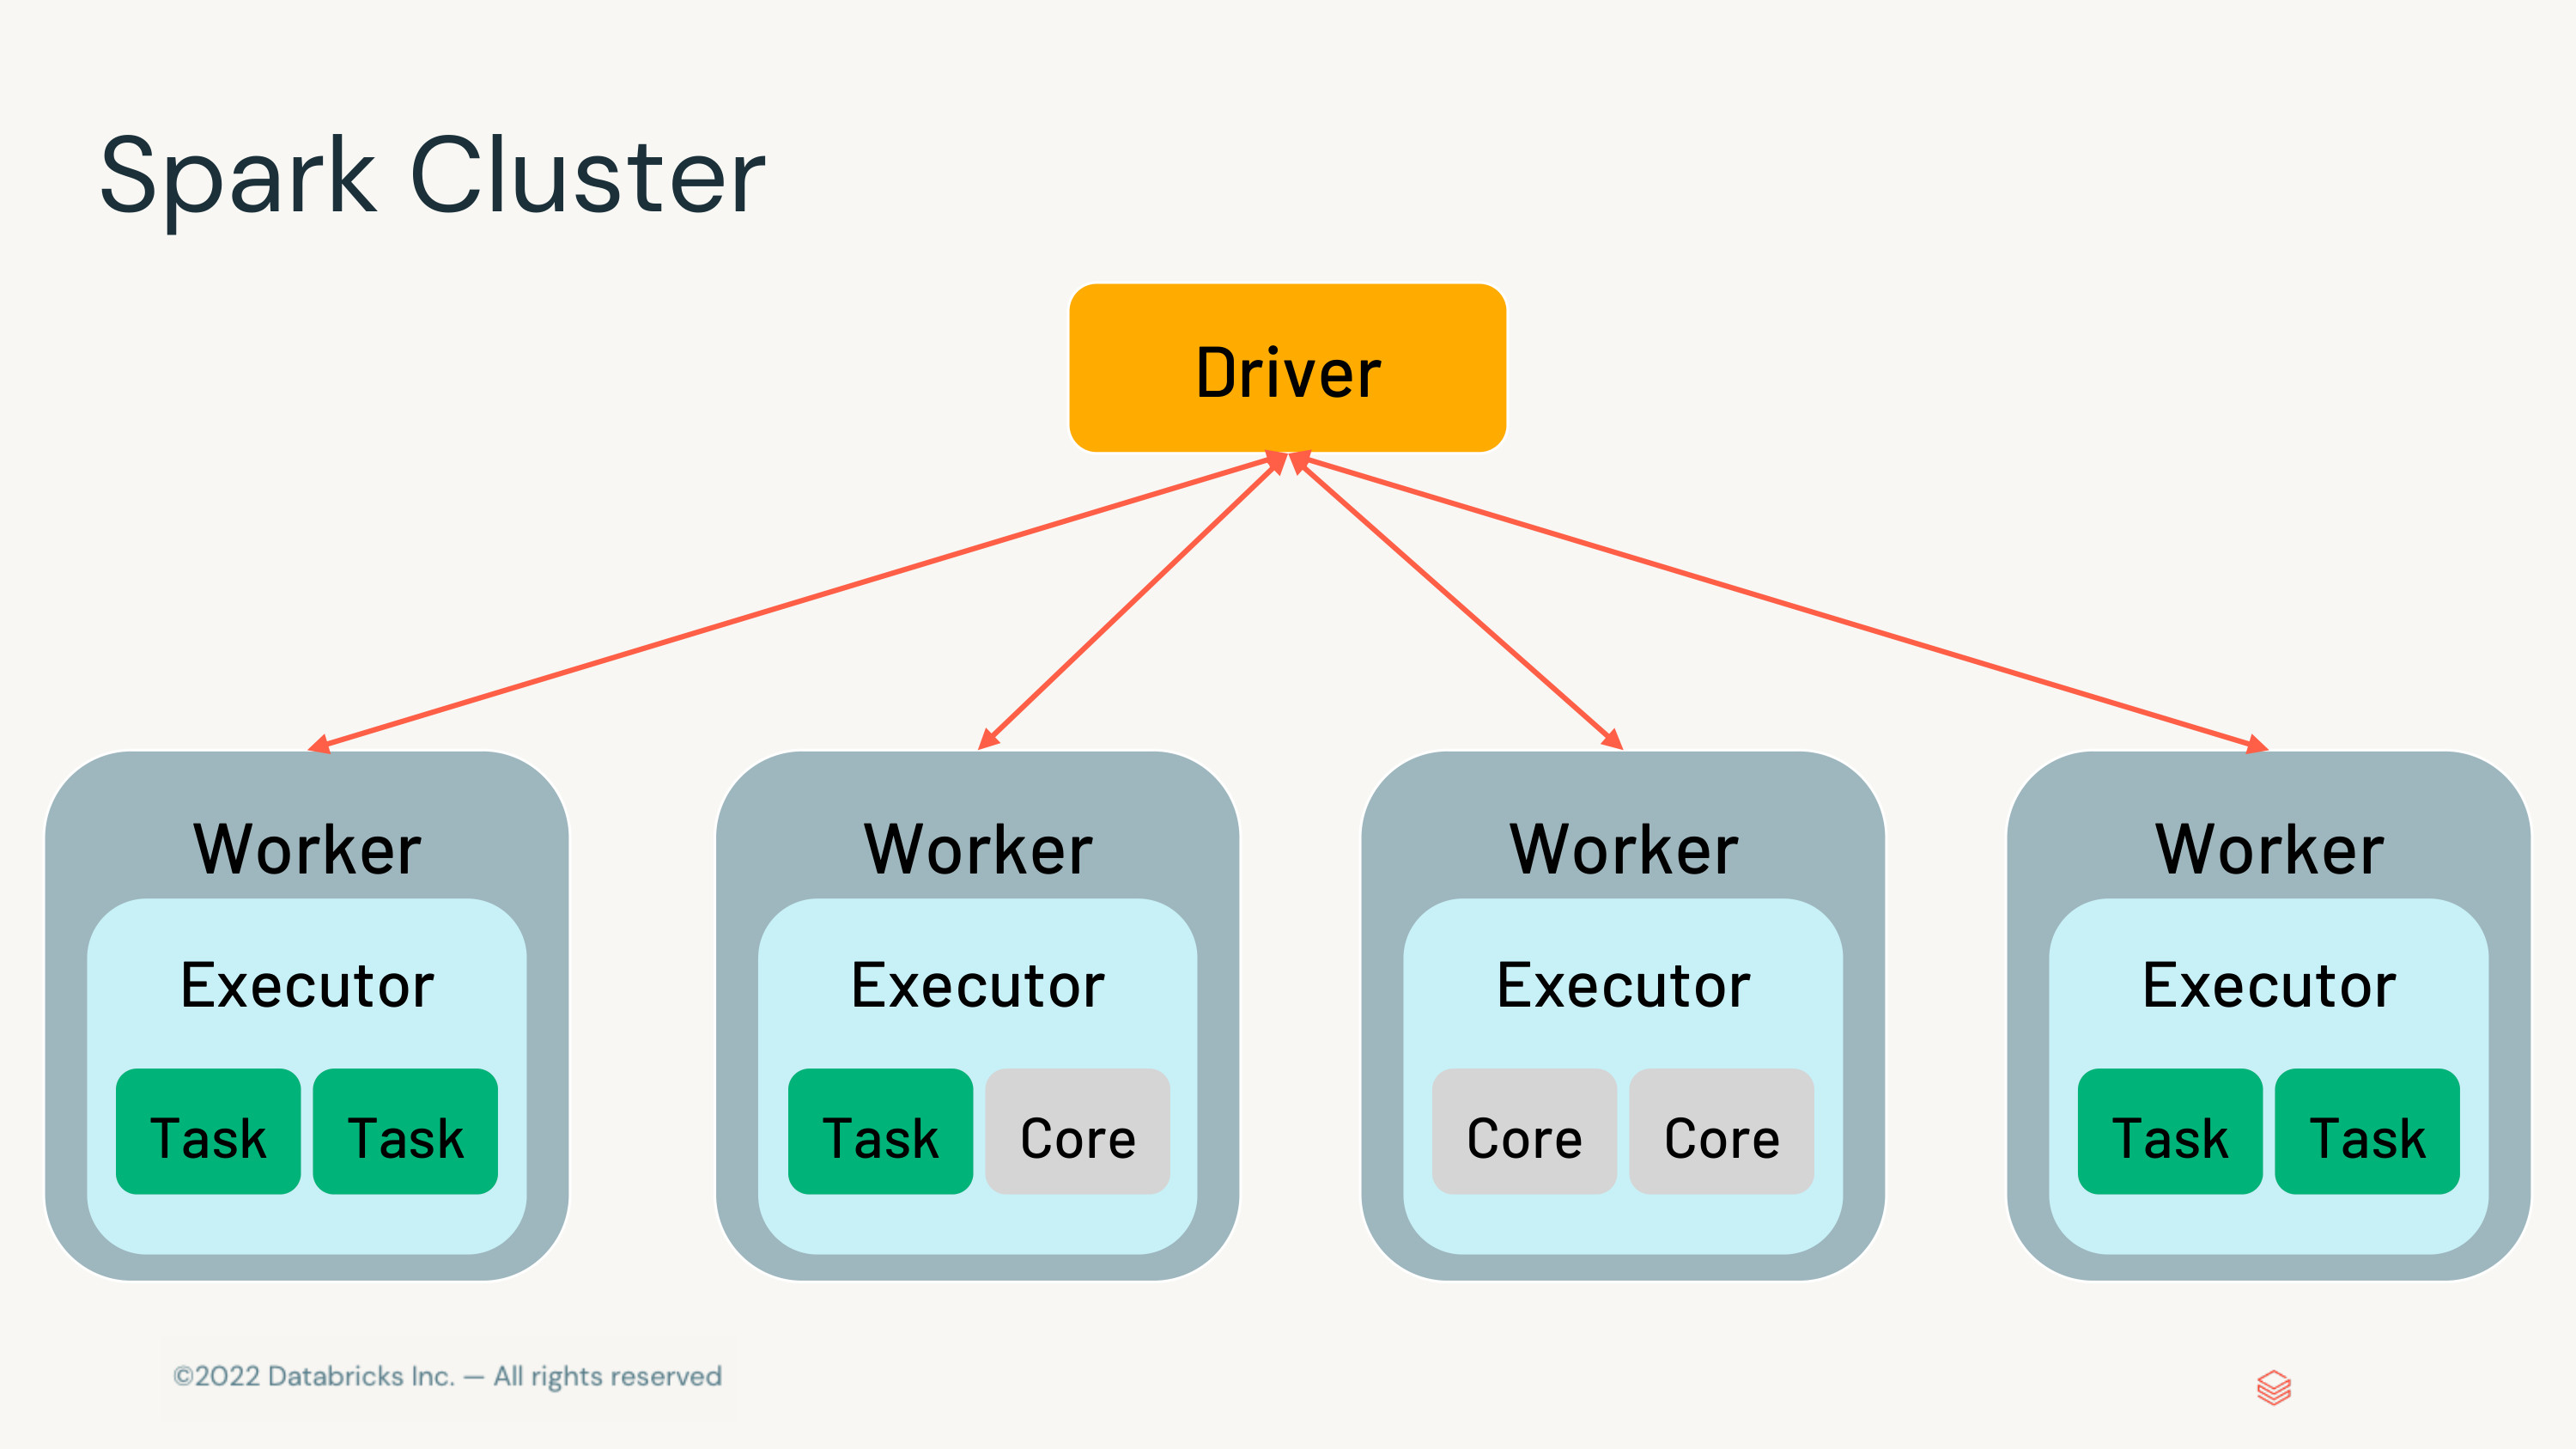 Spark Cluster
Driver
Worker
Worker
Worker
Worker
Executor
Executor
Executor
Executor
Task
Task
Task
Core
Core
Core
Task
Task
©2022 Databricks Inc. — All rights reserved